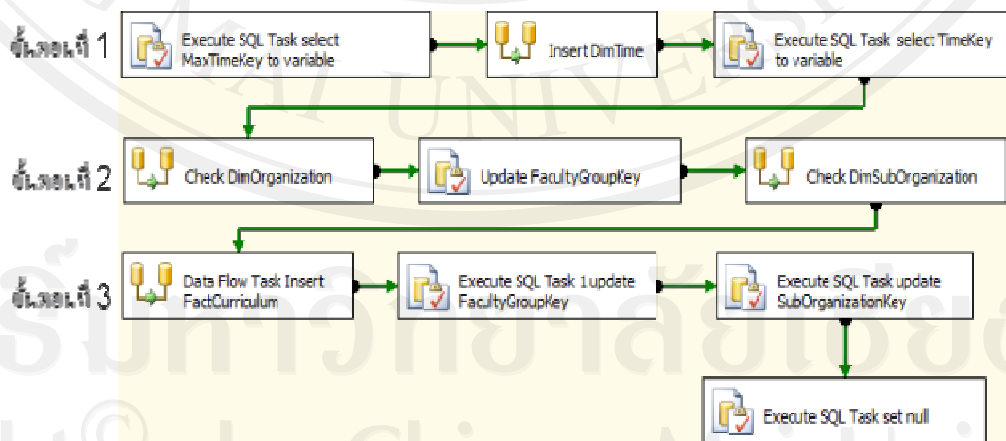 ขั้นตอนที่ 1
Execute SQL Task select
MaxTimeKey to variable
Insert DimTime
Execute SQL Task select TimeKey
to variable
ขั้นตอนที่ 2
Check DimOrganization
Update FacultyGroupKey
Check DimSubOrganization
ขั้นตอนที่ 3
Data Flow Task Insert
FactCurriculum
Execute SQL Task 1 update
FacultyGroupKey
Execute SQL Task update
SubOrganizationKey
Execute SQL Task set null